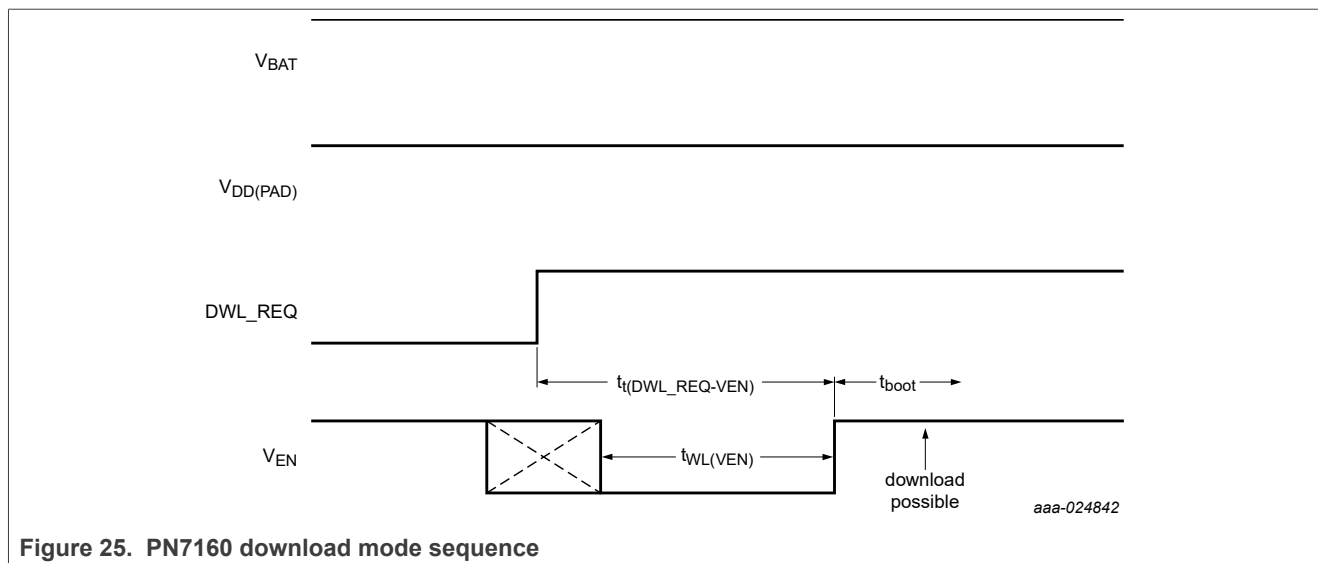 VBAT
VDD(PAD)
DWL_REQ
tt(DWL_REQ-VEN)
tboot
VEN
tWL(VEN)
download
possible
aaa-024842
Figure 25. PN7160 download mode sequence